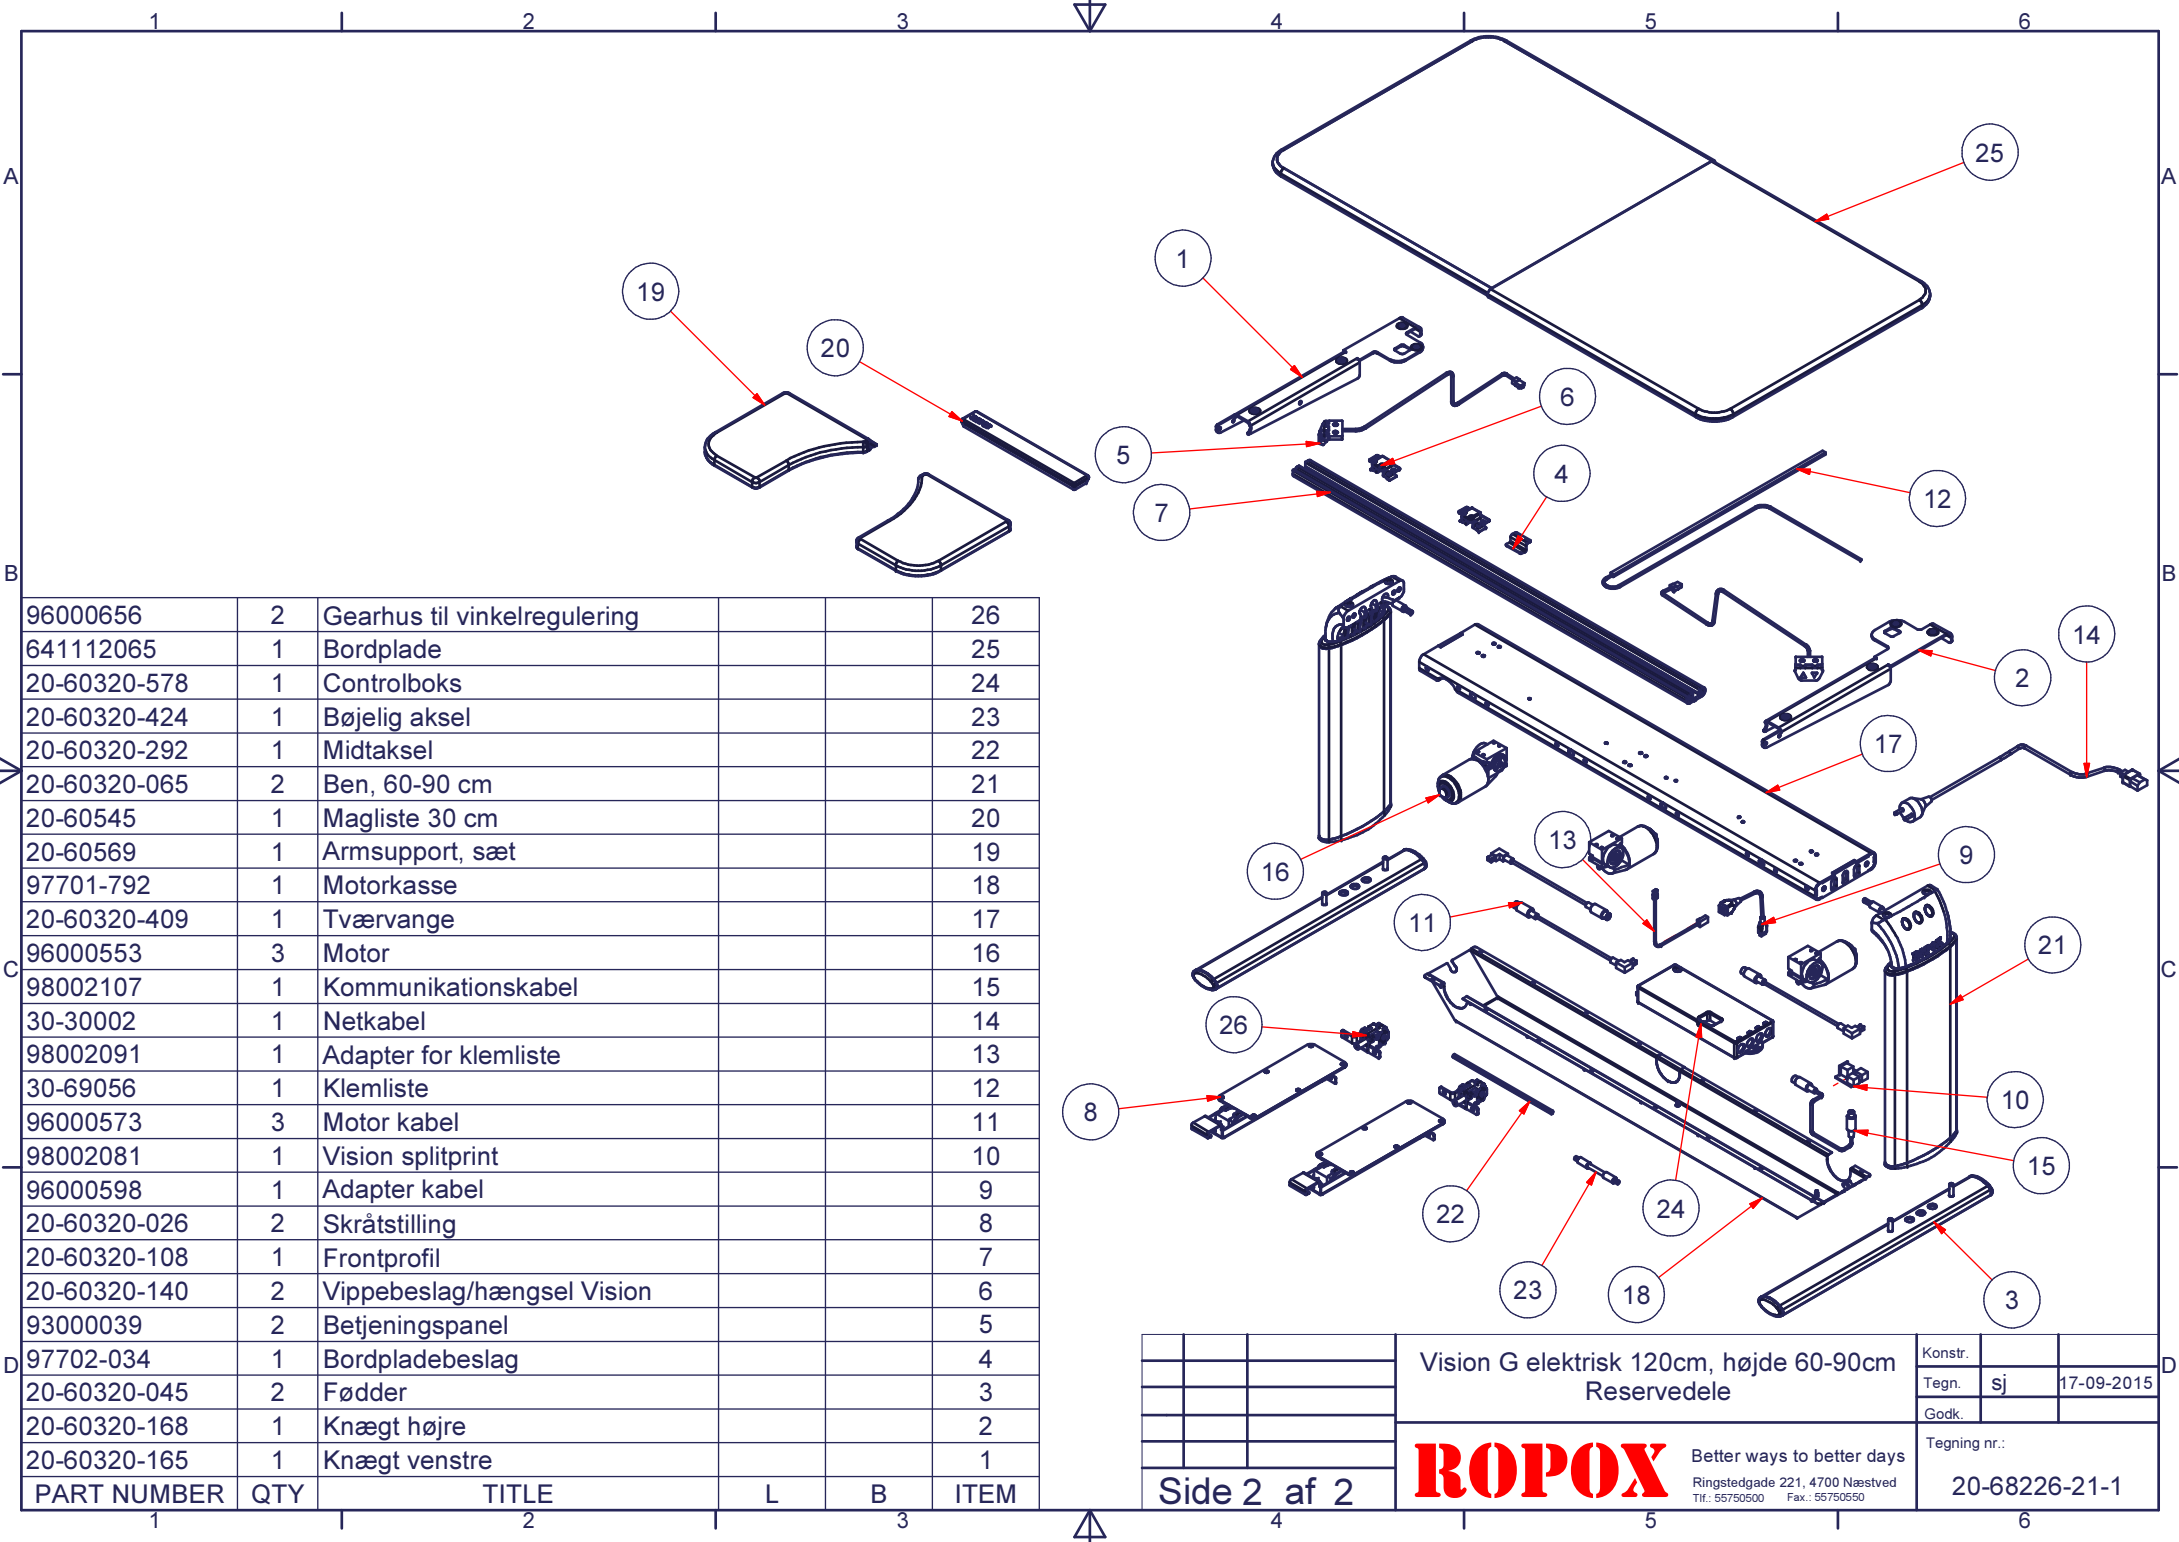 1 2 3 4 5 6
A A
25
1
19
20
6
5
4
7
12
B B
14
2
17
16
13
9
11
21
C C
26
8
10
15
22
24
23
18
3
96000656 2 Gearhus til vinkelregulering 26
641112065 1 Bordplade 25
20-60320-578 1 Controlboks 24
20-60320-424 1 Bøjelig aksel 23
20-60320-292 1 Midtaksel 22
20-60320-065 2 Ben, 60-90 cm 21
20-60545 1 Magliste 30 cm 20
20-60569 1 Armsupport, sæt 19
97701-792 1 Motorkasse 18
20-60320-409 1 Tværvange 17
96000553 3 Motor 16
98002107 1 Kommunikationskabel 15
30-30002 1 Netkabel 14
98002091 1 Adapter for klemliste 13
30-69056 1 Klemliste 12
96000573 3 Motor kabel 11
98002081 1 Vision splitprint 10
96000598 1 Adapter kabel 9
20-60320-026 2 Skråtstilling 8
20-60320-108 1 Frontprofil 7
20-60320-140 2 Vippebeslag/hængsel Vision 6
93000039 2 Betjeningspanel 5
97702-034 1 Bordpladebeslag 4
20-60320-045 2 Fødder 3
20-60320-168 1 Knægt højre 2
20-60320-165 1 Knægt venstre 1
PART NUMBER QTY TITLE L B ITEM
D D
Vision G elektrisk 120cm, højde 60-90cm
Reservedele
Konstr.
Tegn. sj 17-09-2015
Godk.
Side 2 af 2
ROPOX
Better ways to better days
Ringstedgade 221, 4700 Næstved
Tlf.: 55750500 Fax.: 55750550
Tegning nr.:
20-68226-21-1
1 2 3 4 5 6